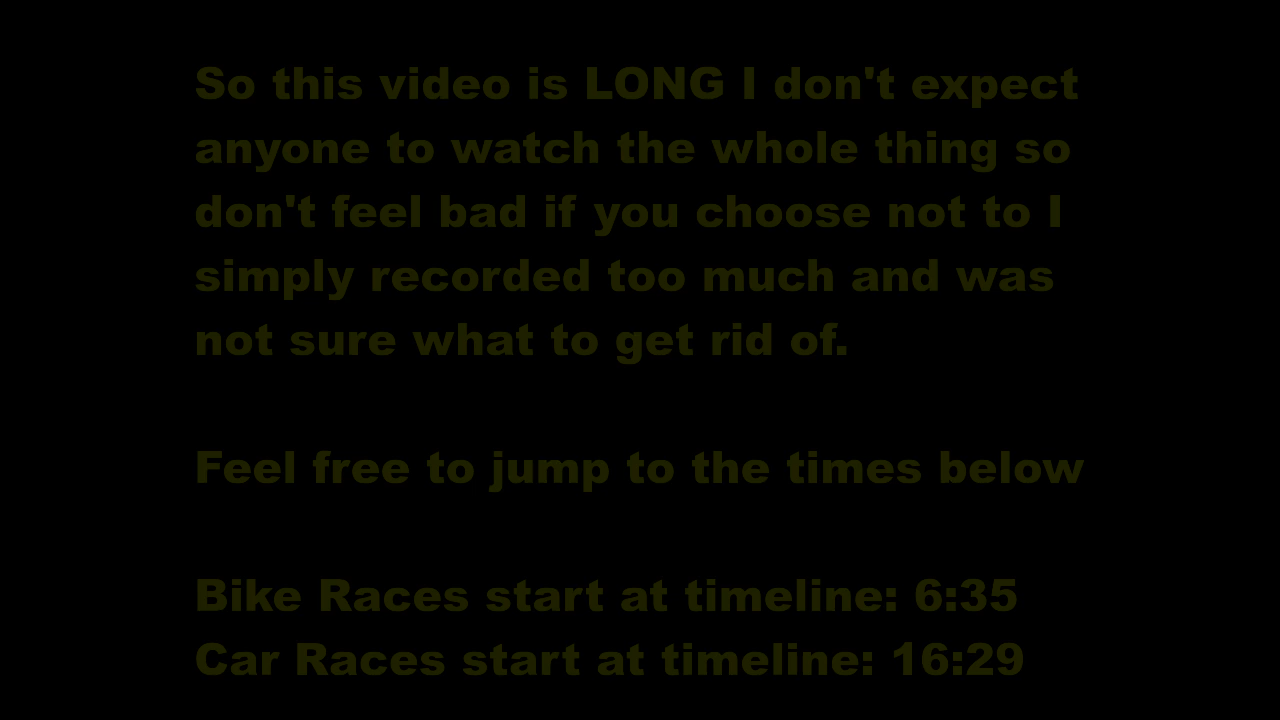 So this video is LONG I don't expect
anyone to watch the whole thing so
don't feel bad if you choose not to I
simply recorded too much and was
not sure what to get rid of.
Feel free to jump to the times below
Bike Races start at timeline: 6:35
Car Races start at timeline: 16:29